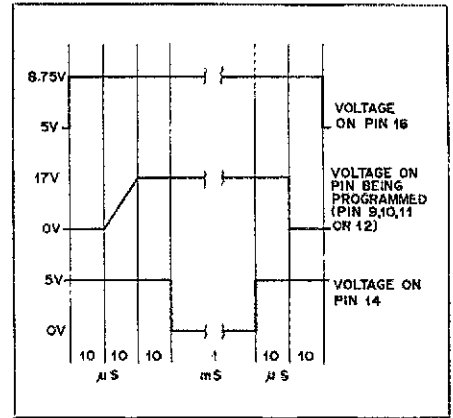 8.75V
5V
VOLTAGE
ON PIN 16
17V
0V
VOLTAGE ON
PIN BEING
PROGRAMMED
(PIN 9,10,11
OR 12)
5V
0V
VOLTAGE ON
PIN 14
10 10 10 1 10 10
μS mS μS